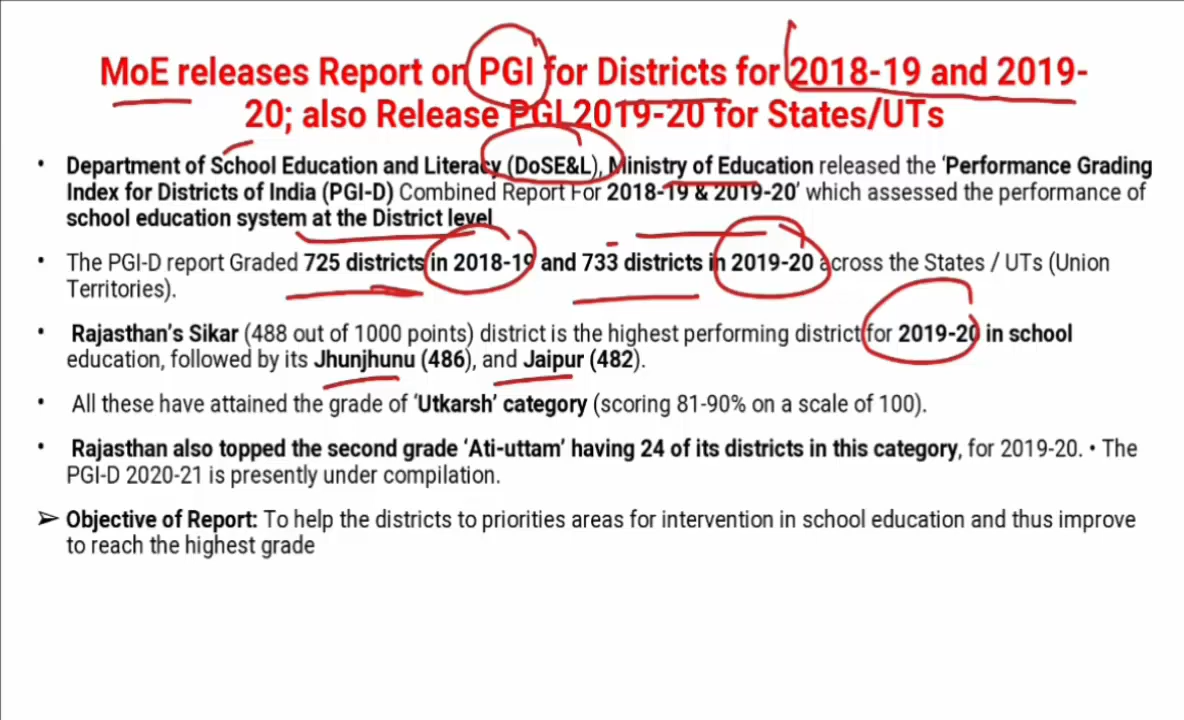 MoE releases Report on PGI for Districts for 2018-19 and 2019-
20; also Release PGI 2019-20 for States/UTs
• Department of School Education and Literacy (DoSE&L), Ministry of Education released the 'Performance Grading
Index for Districts of India (PGI-D) Combined Report For 2018-19 & 2019-20' which assessed the performance of
school education system at the District level
• The PGI-D report Graded 725 districts in 2018-19 and 733 districts in 2019-20 across the States / UTs (Union
Territories).
• Rajasthan's Sikar (488 out of 1000 points) district is the highest performing district for 2019-20 in school
education, followed by its Jhunjhunu (486), and Jaipur (482).
• All these have attained the grade of 'Utkarsh' category (scoring 81-90% on a scale of 100).
• Rajasthan also topped the second grade 'Ati-uttam' having 24 of its districts in this category, for 2019-20. • The
PGI-D 2020-21 is presently under compilation.
➢ Objective of Report: To help the districts to priorities areas for intervention in school education and thus improve
to reach the highest grade